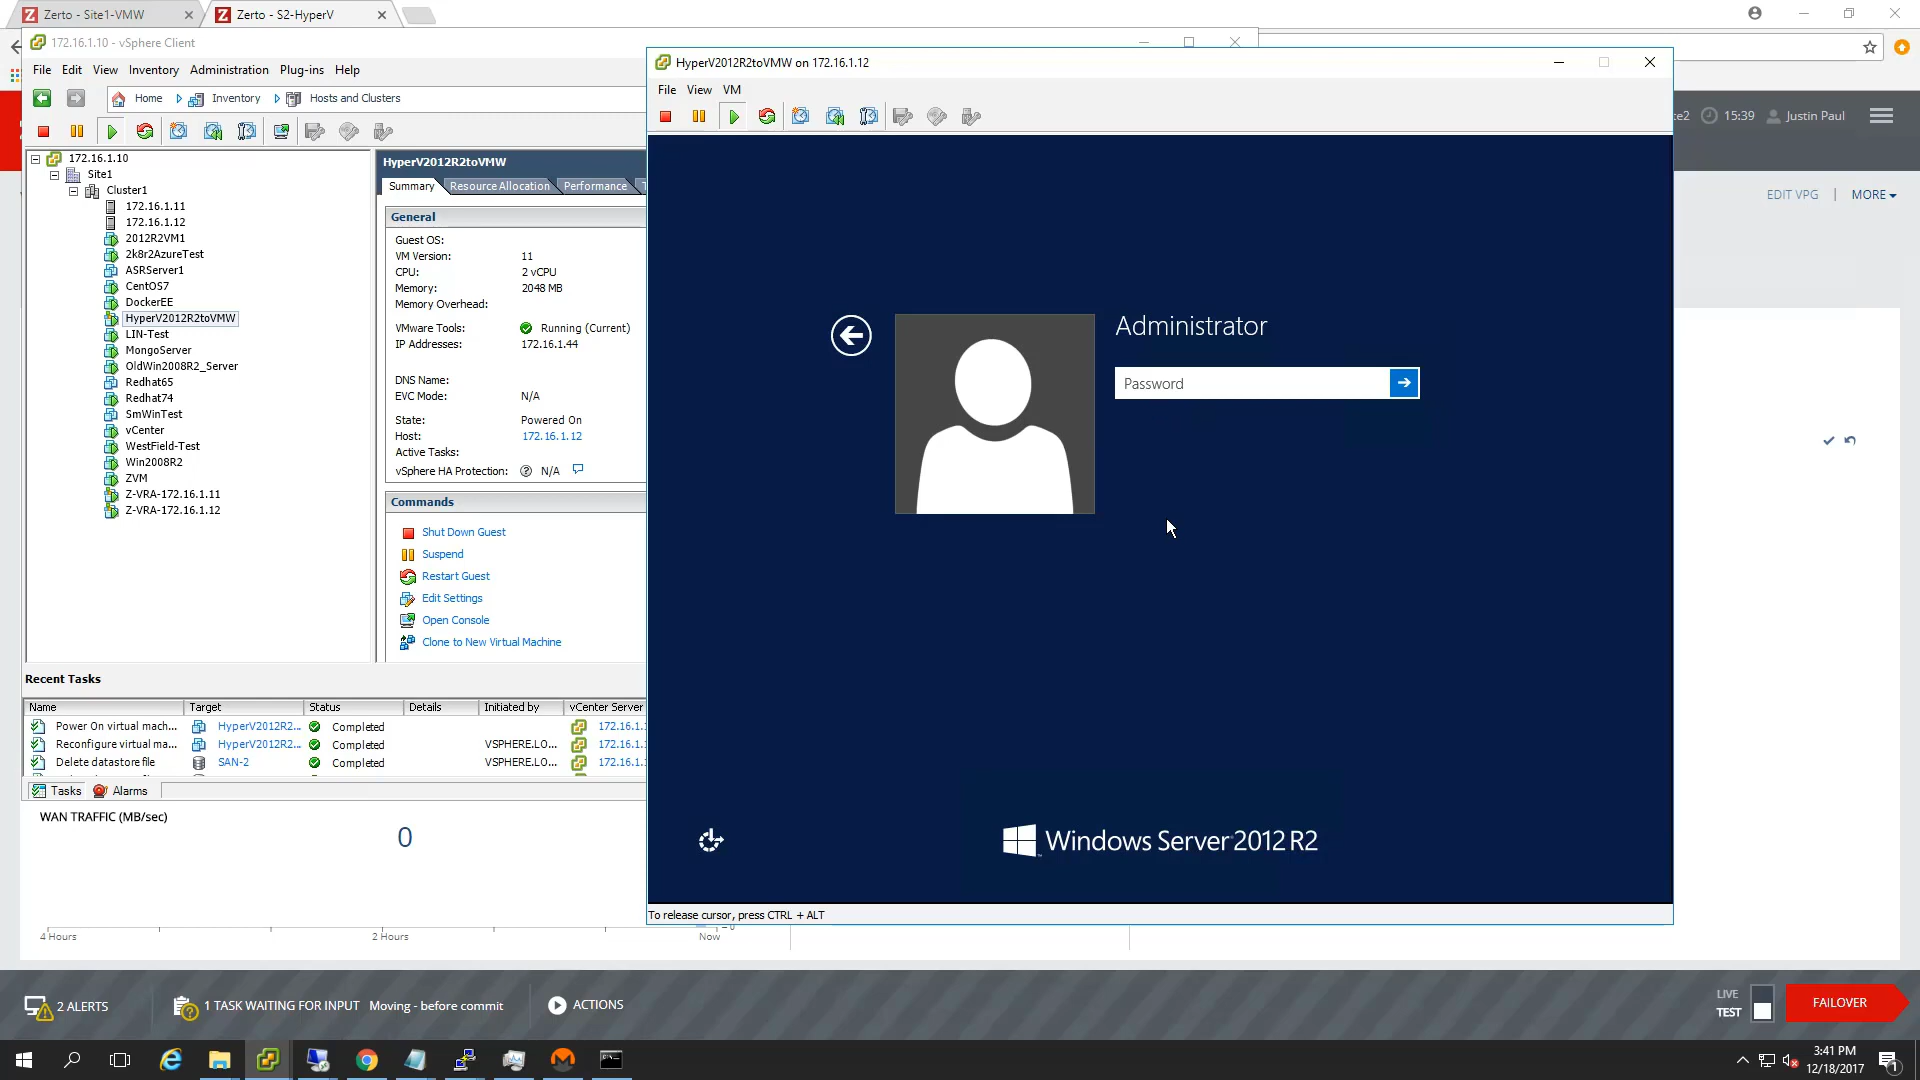 Zerto - Site1-VMW
Zerto - S2-HyperV
172.16.1.10 - vSphere Client
File Edit View Inventory Administration Plug-ins Help
Home Inventory Hosts and Clusters
172.16.1.10
Site1
Cluster1
172.16.1.11
172.16.1.12
2012R2VM1
2k8r2AzureTest
ASRServer1
CentOS7
DockerEE
HyperV2012R2toVMW
LIN-Test
MongoServer
OldWin2008R2_Server
Redhat65
Redhat74
SmWinTest
vCenter
WestField-Test
Win2008R2
ZVM
Z-VRA-172.16.1.11
Z-VRA-172.16.1.12
HyperV2012R2toVMW
Summary Resource Allocation Performance
General
Guest OS:
VM Version: 11
CPU: 2 vCPU
Memory: 2048 MB
Memory Overhead:
VMware Tools: Running (Current)
IP Addresses: 172.16.1.44
DNS Name:
EVC Mode: N/A
State: Powered On
Host: 172.16.1.12
Active Tasks:
vSphere HA Protection: N/A
Commands
Shut Down Guest
Suspend
Restart Guest
Edit Settings
Open Console
Clone to New Virtual Machine
HyperV2012R2toVMW on 172.16.1.12
File View VM
Administrator
Password
Windows Server 2012 R2
To release cursor, press CTRL + ALT
15:39 Justin Paul
EDIT VPG | MORE
Recent Tasks
Name Target Status Details Initiated by vCenter Server
Power On virtual mach... HyperV2012R2... Completed 172.16.1.
Reconfigure virtual ma... HyperV2012R2... Completed VSPHERE.LO... 172.16.1.
Delete datastore file SAN-2 Completed VSPHERE.LO... 172.16.1.
Tasks Alarms
WAN TRAFFIC (MB/sec)
0
4 Hours 2 Hours Now
2 ALERTS
1 TASK WAITING FOR INPUT Moving - before commit
ACTIONS
LIVE
TEST
FAILOVER
3:41 PM
12/18/2017
1